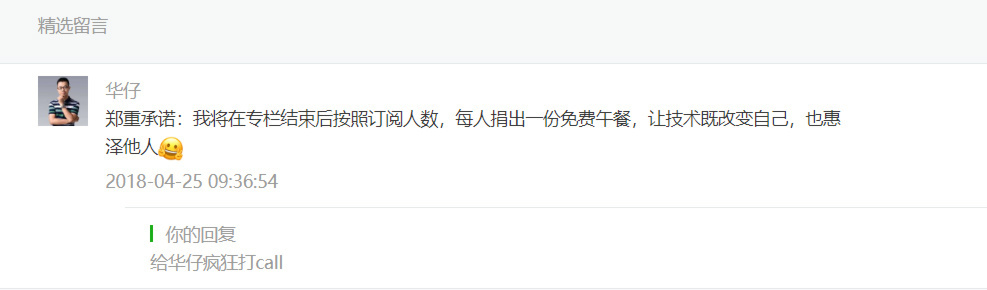 精选留言
华仔
郑重承诺：我将在专栏结束后按照订阅人数，每人捐出一份免费午餐，让技术既改变自己，也惠
泽他人🤗
2018-04-25 09:36:54
你的回复
给华仔疯狂打call